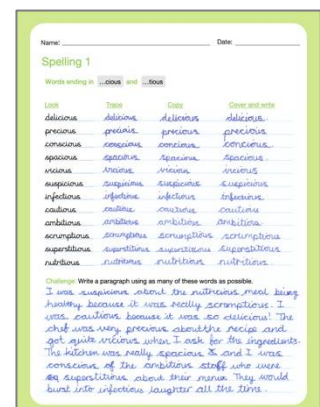 Name: Date:
Spelling 1
Words ending in ...cious and ...tious
Look Trace Copy Cover and write
delicious delicious delicious delicious.
precious precious precious precious
conscious conscious concious concious.
spacious spacious spacious spacious.
vicious vicious vicious vicious
suspicious suspicious suspicious suspicious
infectious infectious infectious infectious.
cautious cautious cautious cautiou
ambitious ambitious ambitious ambitious.
scrumptious scrumptious scrumptious scrumptious
superstitious superstitious superstitious superstitious
nutritious nutritious nutrition nutritious
Challenge Write a paragraph using as many of these words as possible.
I was suspicious about the nutricious meal being
healthy because it was really scrumptious. I
was cautious because it was so delicious! The
chef was very precious about the recipe and
got quite vicious when I ask for the ingredients.
The kitchen was really spacious & and I was
conscious of the ambitious staff who were
superstitious about their menu. They would
burst into infectious laughter all the time.